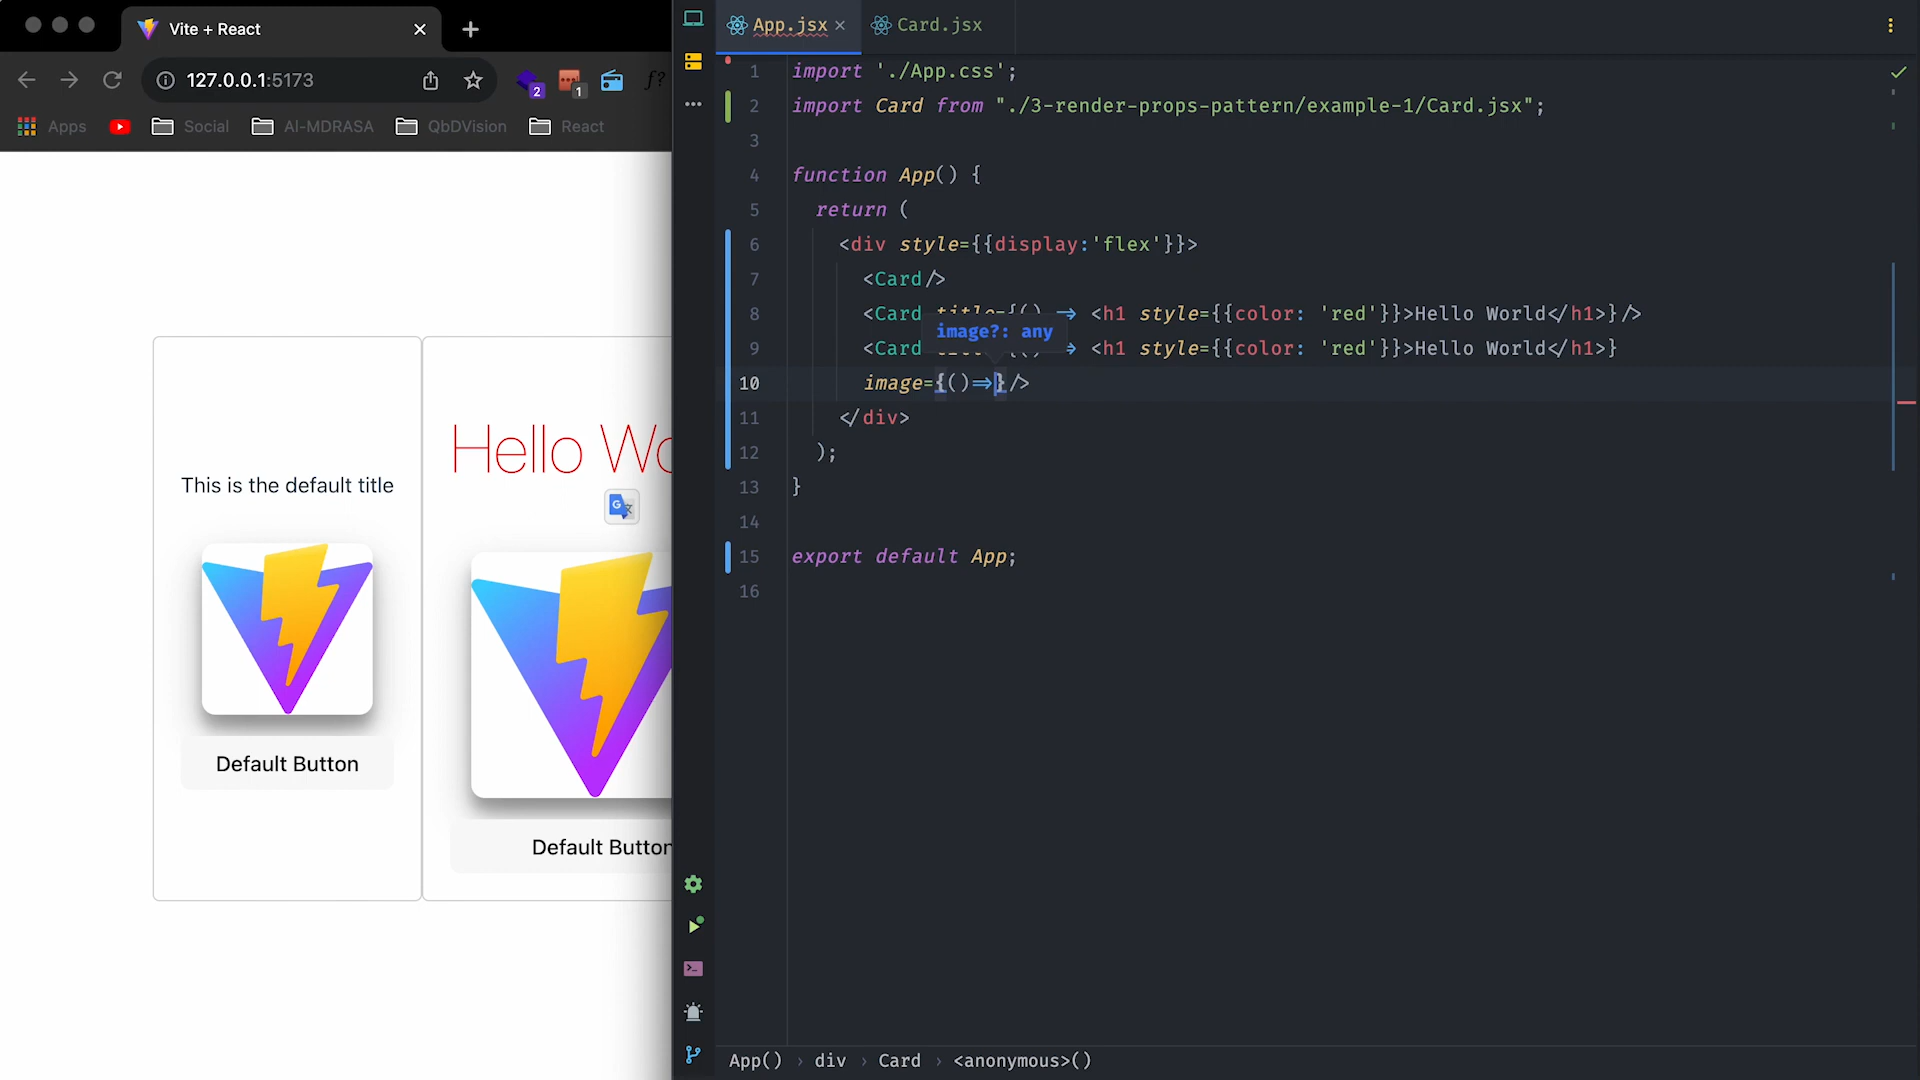 Vite + React
127.0.0.1:5173
2
1
f?
Apps
Social
Al-MDRASA
QbDVision
React
This is the default title
Default Button
Hello Wo
Default Button
App.jsx
Card.jsx
1 import './App.css';
2 import Card from "./3-render-props-pattern/example-1/Card.jsx";
3
4 function App() {
5 return (
6 <div style={{display:'flex'}}>
7 <Card/>
8 <Card title={() => <h1 style={{color: 'red'}}>Hello World</h1>}/>
image?: any
9 <Card => <h1 style={{color: 'red'}}>Hello World</h1>}
10 image={()=>}/>
11 </div>
12 );
13 }
14
15 export default App;
16
App() › div › Card › <anonymous>()